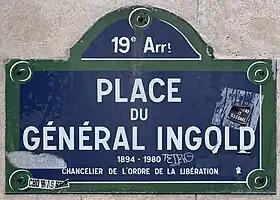 19e Arrt
PLACE
DU
GÉNÉRAL INGOLD
1894 - 1980
CHANCELIER DE L'ORDRE DE LA LIBÉRATION